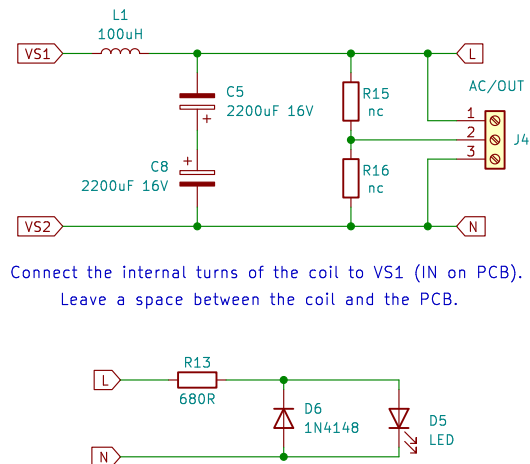 L1
100uH
VS1
L
C5
2200uF 16V
+
R15
nc
AC/OUT
1
2
3
J4
+
C8
2200uF 16V
R16
nc
VS2
N
Connect the internal turns of the coil to VS1 (IN on PCB).
Leave a space between the coil and the PCB.
R13
L
680R
D6
1N4148
D5
LED
N